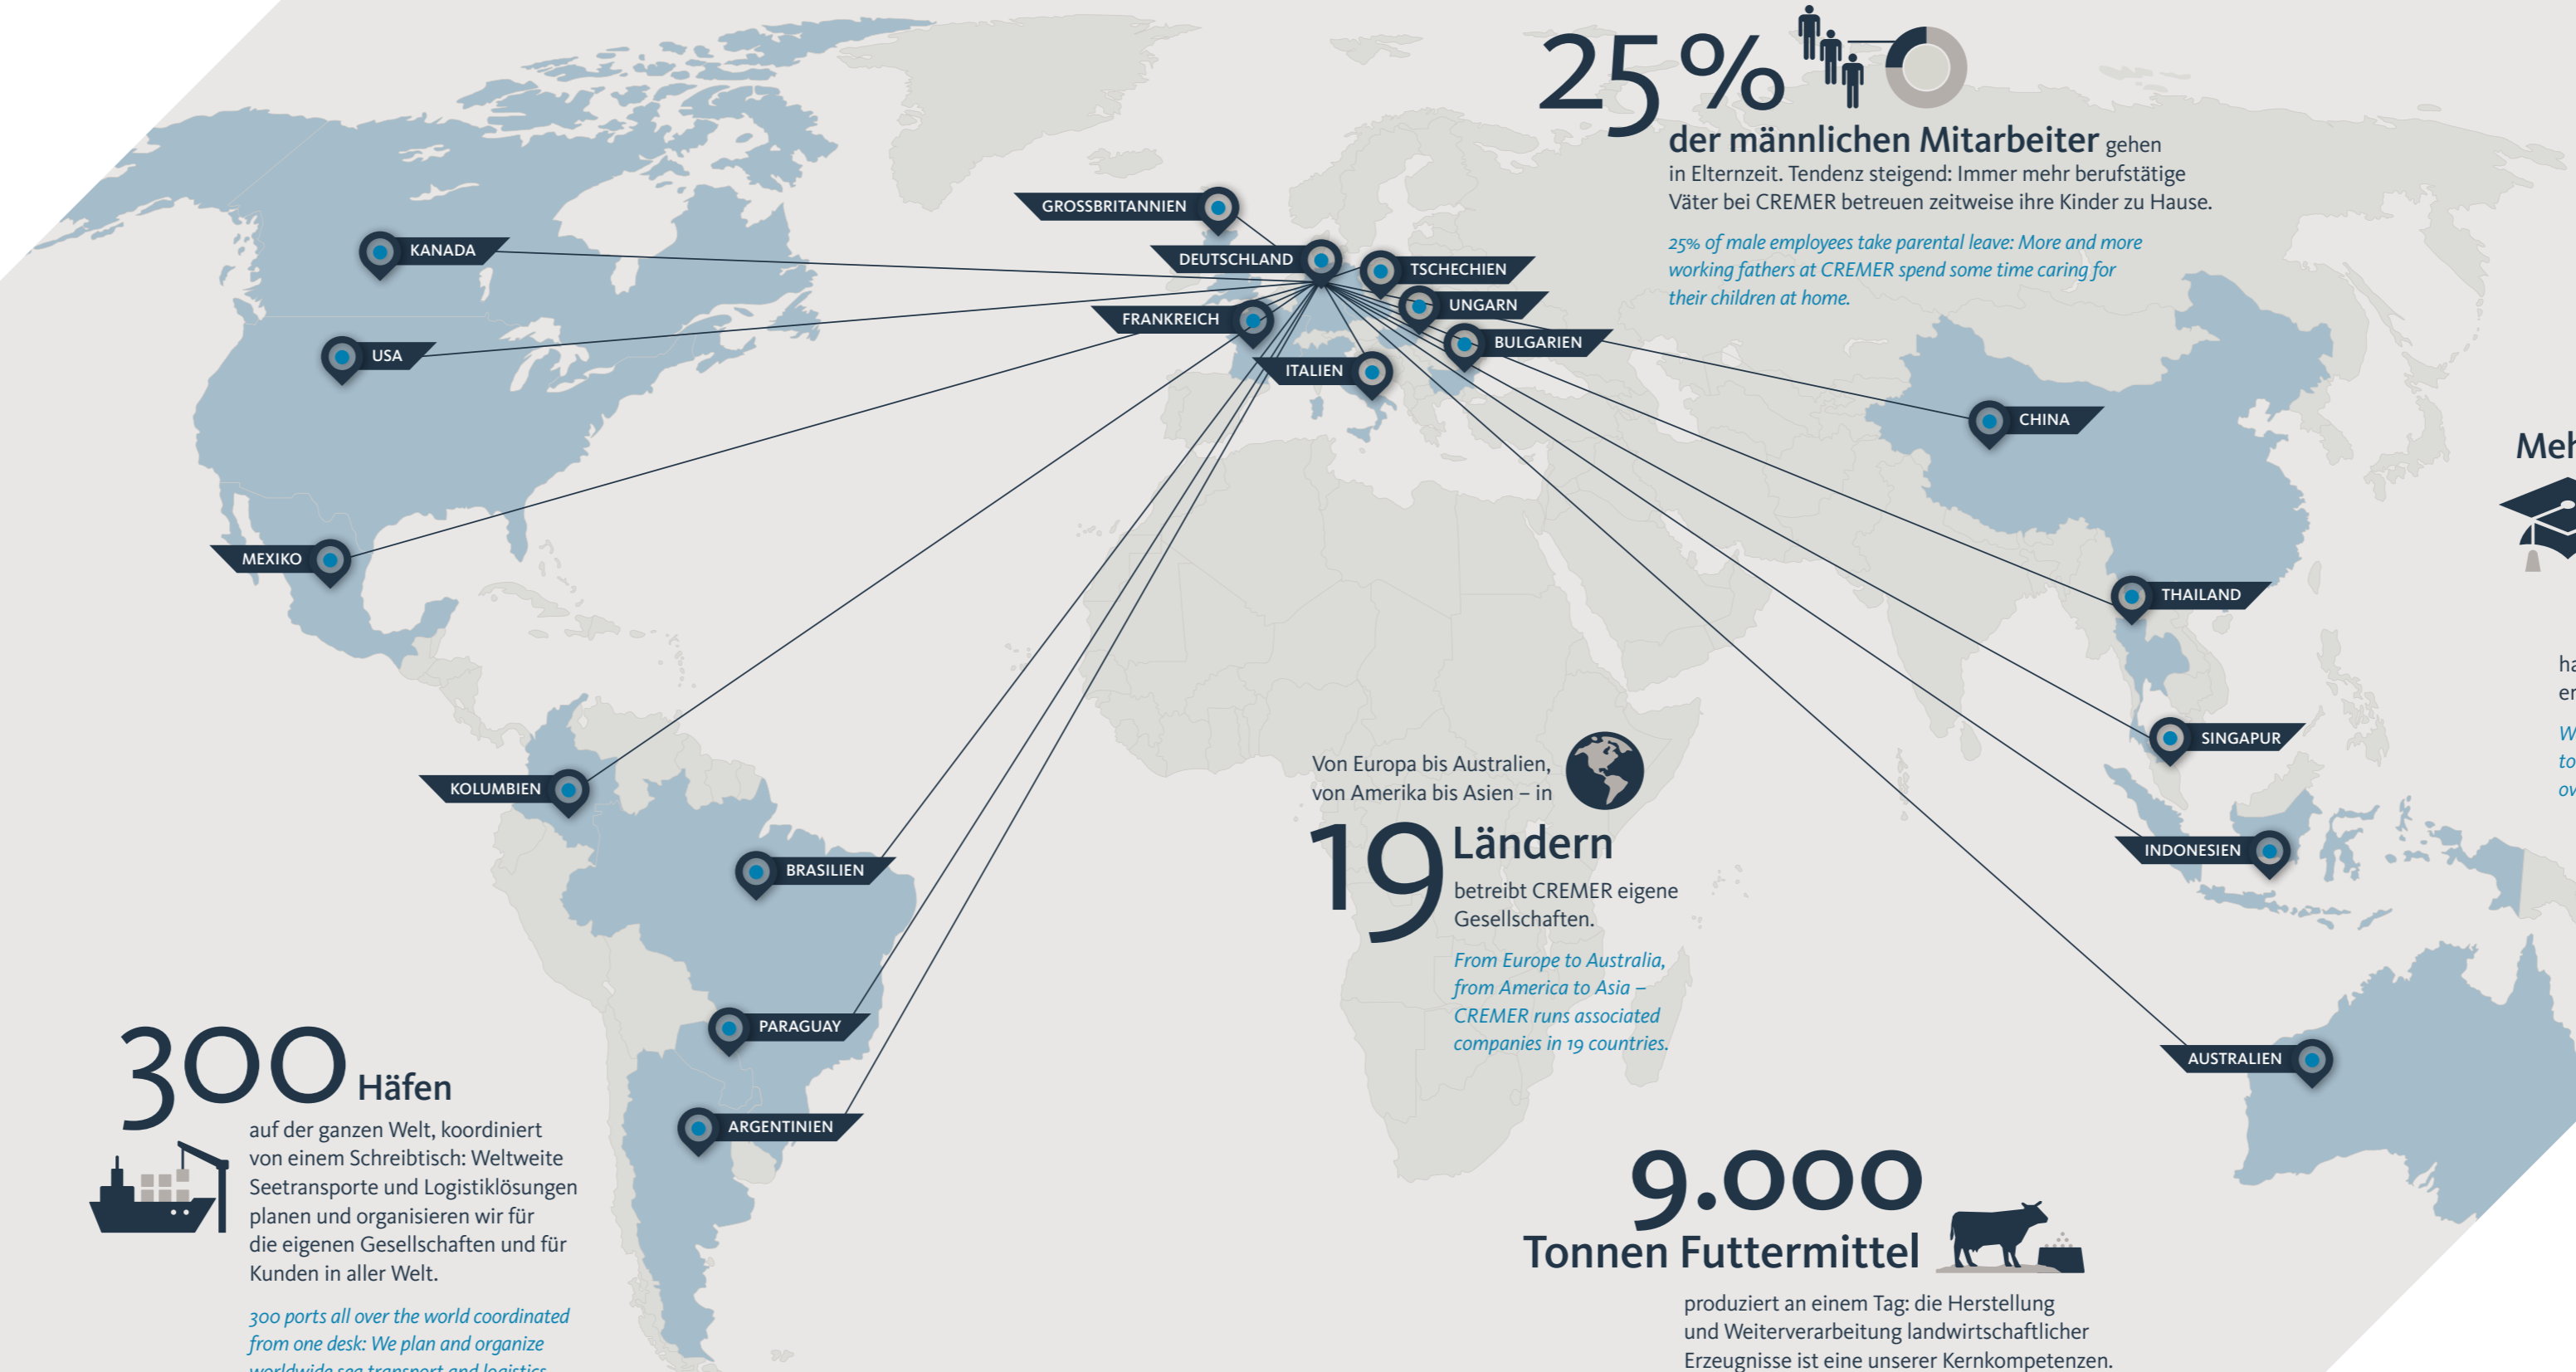 25%
der männlichen Mitarbeiter gehen
in Elternzeit. Tendenz steigend: Immer mehr berufstätige
Väter bei CREMER betreuen zeitweise ihre Kinder zu Hause.
25% of male employees take parental leave: More and more
working fathers at CREMER spend some time caring for
their children at home.
GROSSBRITANNIEN
KANADA
DEUTSCHLAND
TSCHECHIEN
UNGARN
FRANKREICH
BULGARIEN
USA
ITALIEN
CHINA
MEXIKO
THAILAND
SINGAPUR
KOLUMBIEN
INDONESIEN
BRASILIEN
PARAGUAY
AUSTRALIEN
ARGENTINIEN
Von Europa bis Australien,
von Amerika bis Asien – in
19 Ländern
betreibt CREMER eigene
Gesellschaften.
From Europe to Australia,
from America to Asia –
CREMER runs associated
companies in 19 countries.
300 Häfen
auf der ganzen Welt, koordiniert
von einem Schreibtisch: Weltweite
Seetransporte und Logistiklösungen
planen und organisieren wir für
die eigenen Gesellschaften und für
Kunden in aller Welt.
300 ports all over the world coordinated
from one desk: We plan and organize
worldwide sea transport and logistics
9.000
Tonnen Futtermittel
produziert an einem Tag: die Herstellung
und Weiterverarbeitung landwirtschaftlicher
Erzeugnisse ist eine unserer Kernkompetenzen.